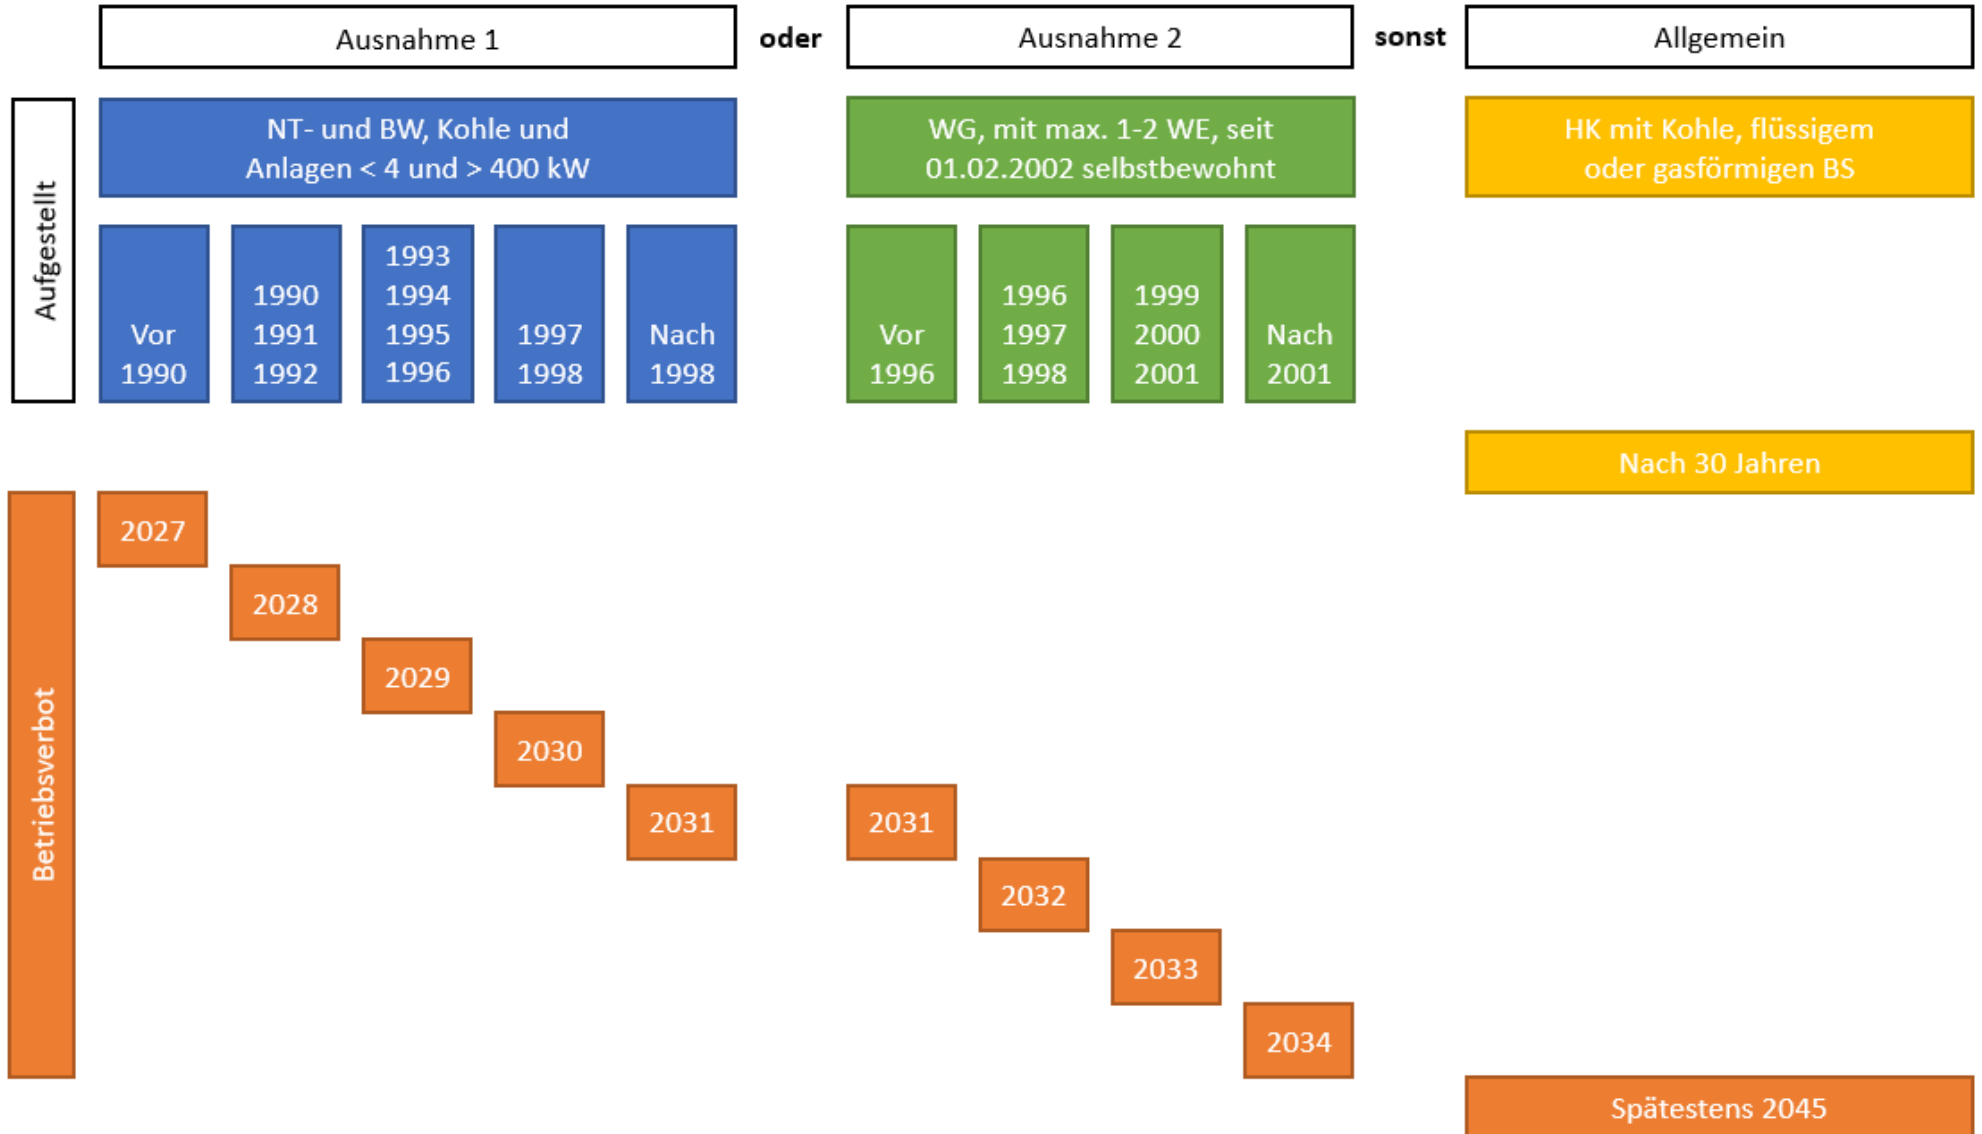 Ausnahme 1
oder
Ausnahme 2
sonst
Allgemein
Aufgestellt
NT- und BW, Kohle und
Anlagen < 4 und > 400 kW
WG, mit max. 1-2 WE, seit
01.02.2002 selbstbewohnt
HK mit Kohle, flüssigem
oder gasförmigen BS
Vor
1990
1990
1991
1992
1993
1994
1995
1996
1997
1998
Nach
1998
Vor
1996
1996
1997
1998
1999
2000
2001
Nach
2001
Nach 30 Jahren
Betriebsverbot
2027
2028
2029
2030
2031
2031
2032
2033
2034
Spätestens 2045